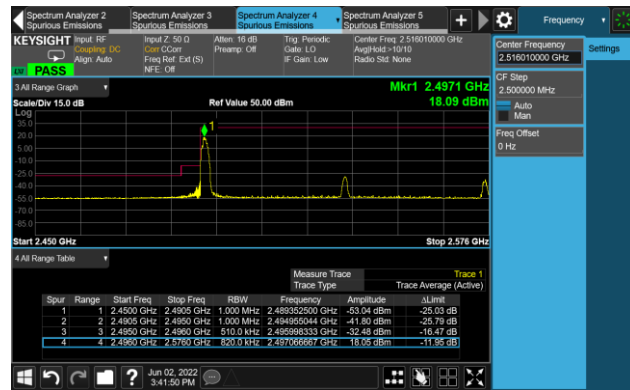 Spectrum Analyzer 2
Spurious Emissions
Spectrum Analyzer 3
Spurious Emissions
Spectrum Analyzer 4
Spurious Emissions
Spectrum Analyzer 5
Spurious Emissions
Frequency
KEYSIGHT
Input: RF
Coupling: DC
Align: Auto
Input Z: 50 Ω
Corr CCorr
Freq Ref: Ext (S)
NFE: Off
Atten: 16 dB
Preamp: Off
Trig: Periodic
Gate: LO
IF Gain: Low
Center Freq: 2.516010000 GHz
Avg|Hold:>10/10
Radio Std: None
PASS
Center Frequency
2.516010000 GHz
Settings
CF Step
2.500000 MHz
Auto
Man
Freq Offset
0 Hz
3 All Range Graph
Mkr1 2.4971 GHz
18.09 dBm
Scale/Div 15.0 dB
Ref Value 50.00 dBm
Log
35.0
20.0
5.00
-10.0
-25.0
-40.0
-55.0
-70.0
-85.0
1
Start 2.450 GHz
Stop 2.576 GHz
4 All Range Table
Measure Trace Trace 1
Trace Type Trace Average (Active)
Spur Range Start Freq Stop Freq RBW Frequency Amplitude ΔLimit
1 1 2.4500 GHz 2.4905 GHz 1.000 MHz 2.489352500 GHz -53.04 dBm -25.03 dB
2 2 2.4905 GHz 2.4950 GHz 1.000 MHz 2.494955044 GHz -41.80 dBm -25.79 dB
3 3 2.4950 GHz 2.4960 GHz 510.0 kHz 2.495998333 GHz -32.48 dBm -16.47 dB
4 4 2.4960 GHz 2.5760 GHz 820.0 kHz 2.497066667 GHz 18.05 dBm -11.95 dB
Jun 02, 2022
3:41:50 PM